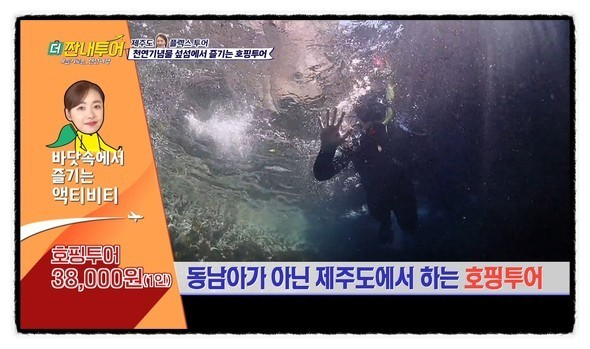 더 짠내투어
제주도 플렉스 투어
천연기념물 섶섬에서 즐기는 호핑투어
바닷속에서
즐기는
액티비티
호핑투어
38,000원(1인)
동남아가 아닌 제주도에서 하는 호핑투어